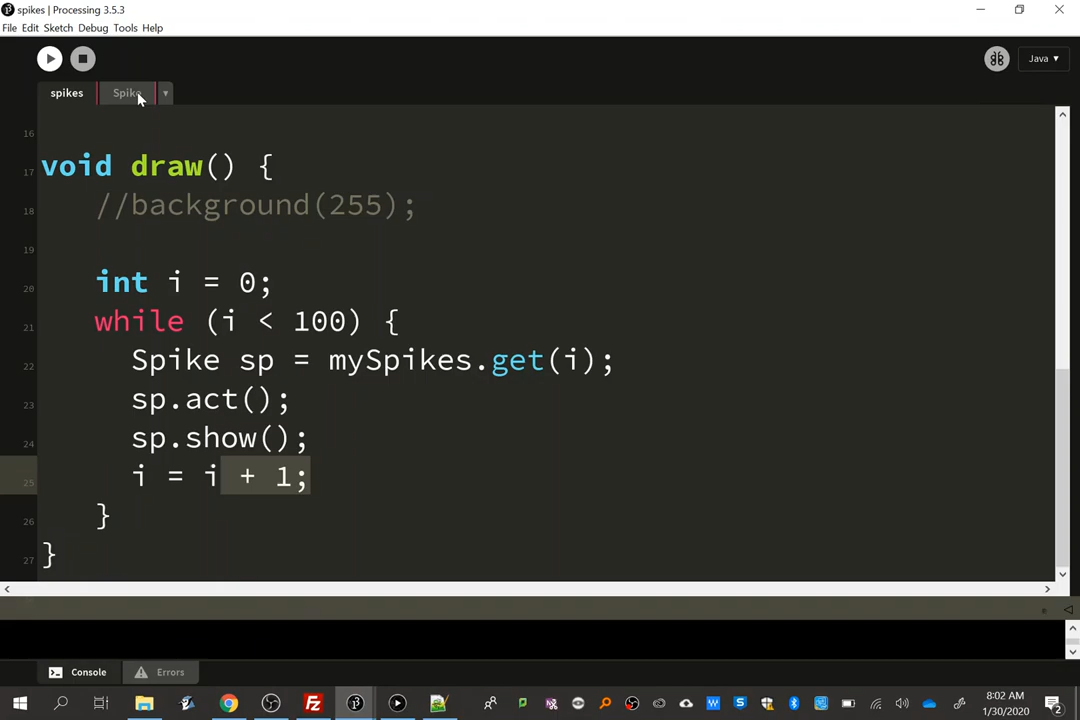 spikes | Processing 3.5.3
File Edit Sketch Debug Tools Help
Java ▾
spikes Spike ▾
16
17 void draw() {
18 //background(255);
19
20 int i = 0;
21 while (i < 100) {
22 Spike sp = mySpikes.get(i);
23 sp.act();
24 sp.show();
25 i = i + 1;
26 }
27 }
Console Errors
8:02 AM
1/30/2020
2